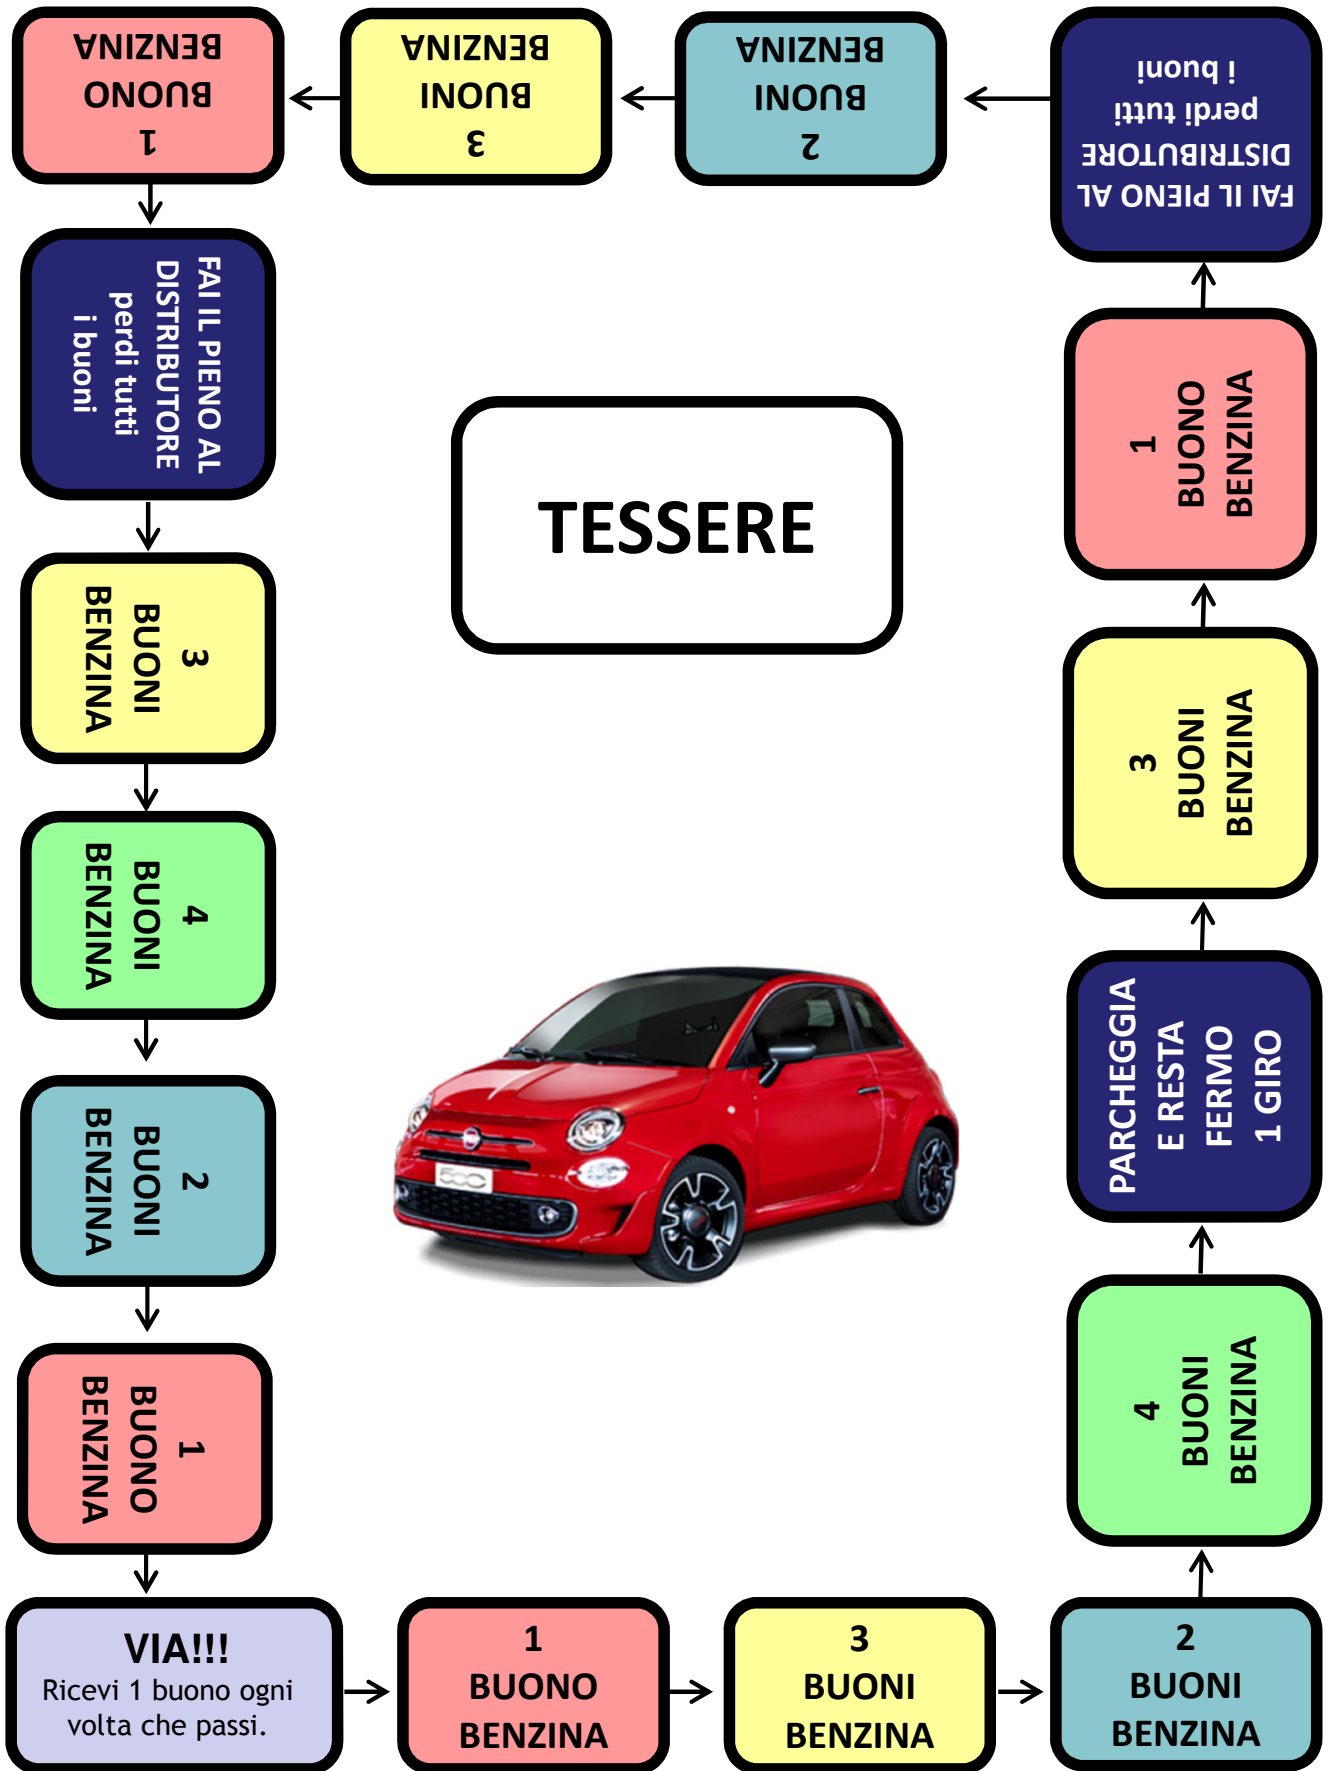 VIA!!!
Ricevi 1 buono ogni
volta che passi.
1
BUONO
BENZINA
3
BUONI
BENZINA
2
BUONI
BENZINA
4
BUONI
BENZINA
PARCHEGGIA
E RESTA
FERMO
1 GIRO
3
BUONI
BENZINA
1
BUONO
BENZINA
FAI IL PIENO AL
DISTRIBUTORE
perdi tutti
i buoni
2
BUONI
BENZINA
3
BUONI
BENZINA
1
BUONO
BENZINA
FAI IL PIENO AL
DISTRIBUTORE
perdi tutti
i buoni
3
BUONI
BENZINA
4
BUONI
BENZINA
2
BUONI
BENZINA
1
BUONO
BENZINA
TESSERE
500